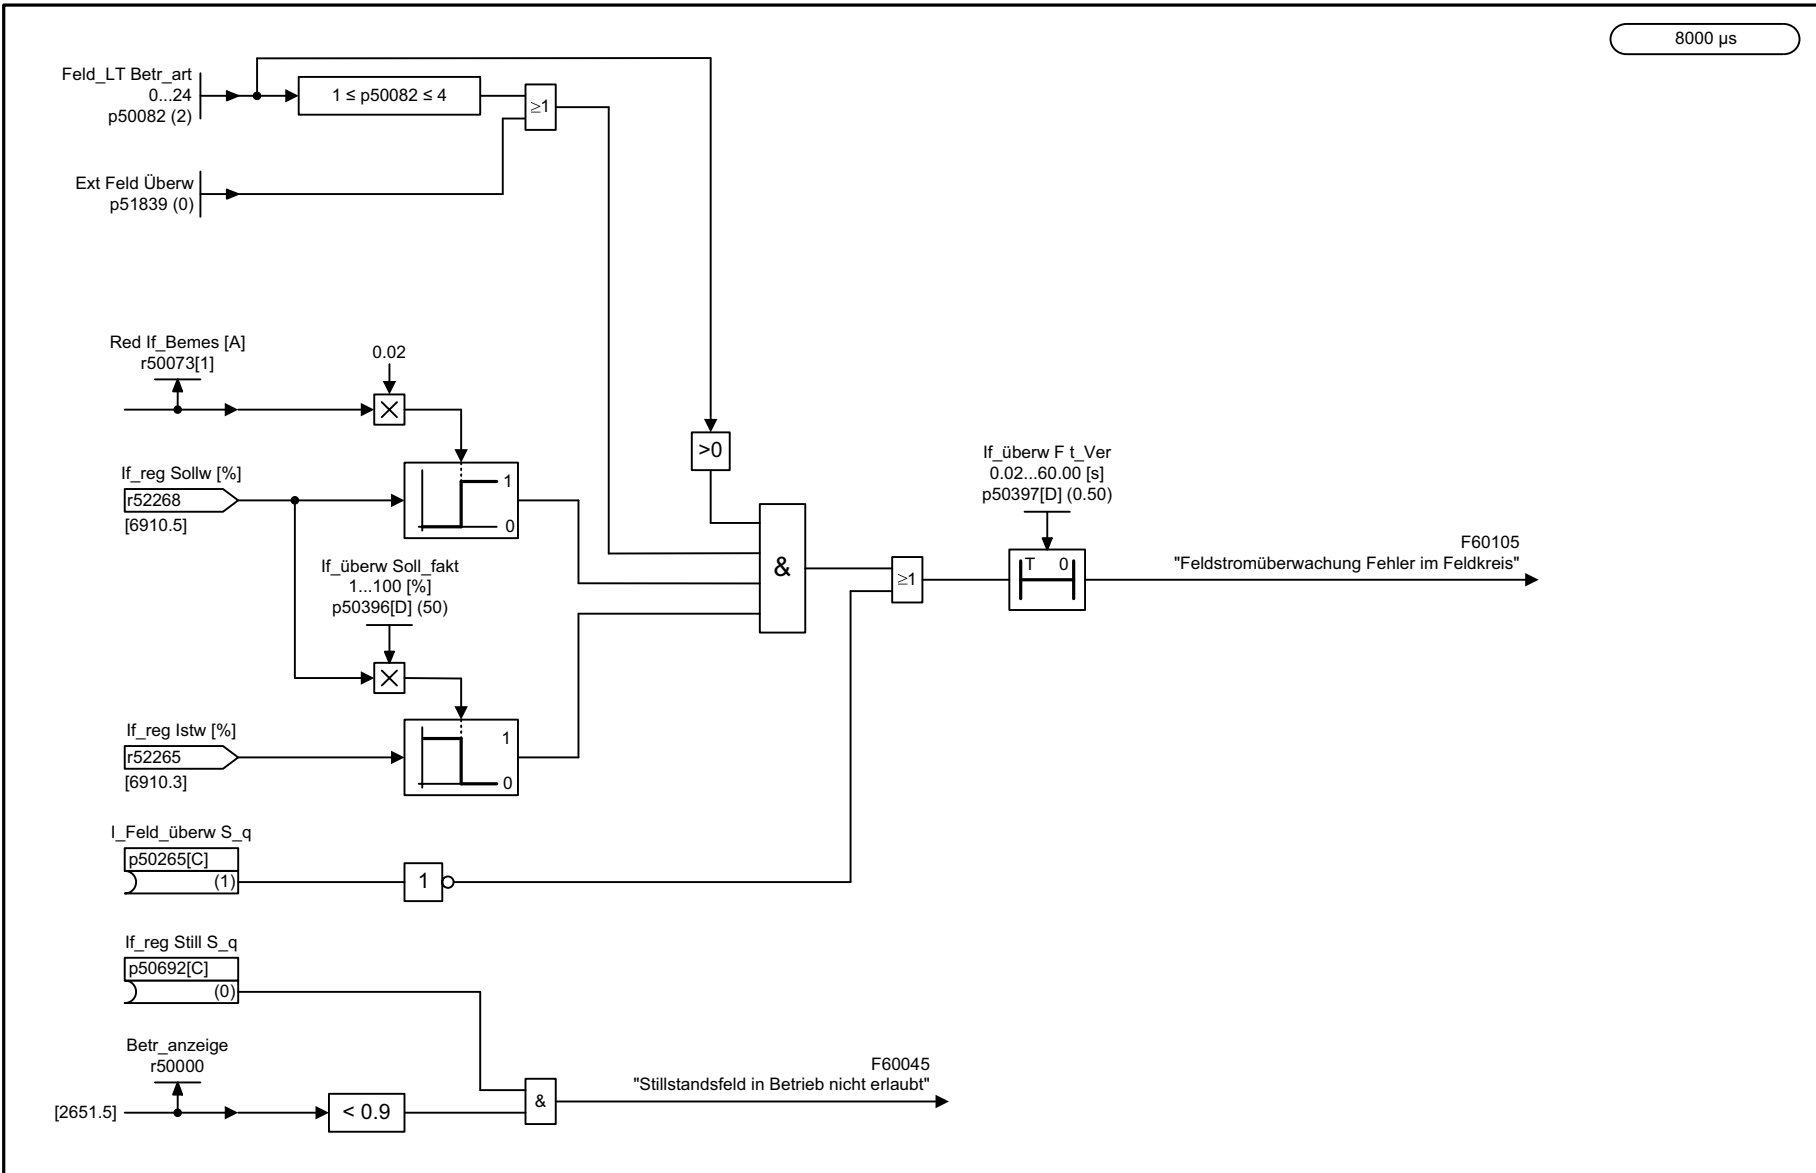 8000 µs
Feld_LT Betr_art
0...24
p50082 (2)
1 ≤ p50082 ≤ 4
≥1
Ext Feld Überw
p51839 (0)
Red If_Bemes [A]
r50073[1]
0.02
If_reg Sollw [%]
r52268
[6910.5]
1
0
>0
If_überw F t_Ver
0.02...60.00 [s]
p50397[D] (0.50)
If_überw Soll_fakt
1...100 [%]
p50396[D] (50)
&
≥1
T 0
F60105
"Feldstromüberwachung Fehler im Feldkreis"
If_reg Istw [%]
r52265
[6910.3]
1
0
I_Feld_überw S_q
p50265[C]
(1)
1
If_reg Still S_q
p50692[C]
(0)
Betr_anzeige
r50000
[2651.5]
< 0.9
&
F60045
"Stillstandsfeld in Betrieb nicht erlaubt"